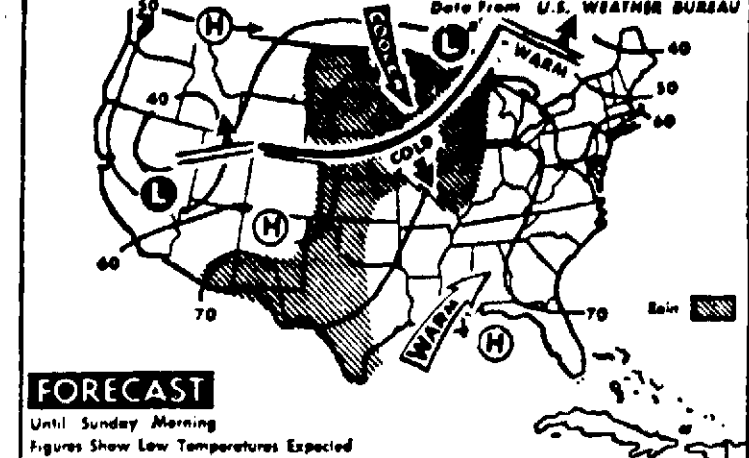 Data From U.S. WEATHER BUREAU
50
H
L
WARM
40
40
50
60
COLD
L
H
60
70
WARM
H
70
Rain
FORECAST
Until Sunday Morning
Figures Show Low Temperatures Expected